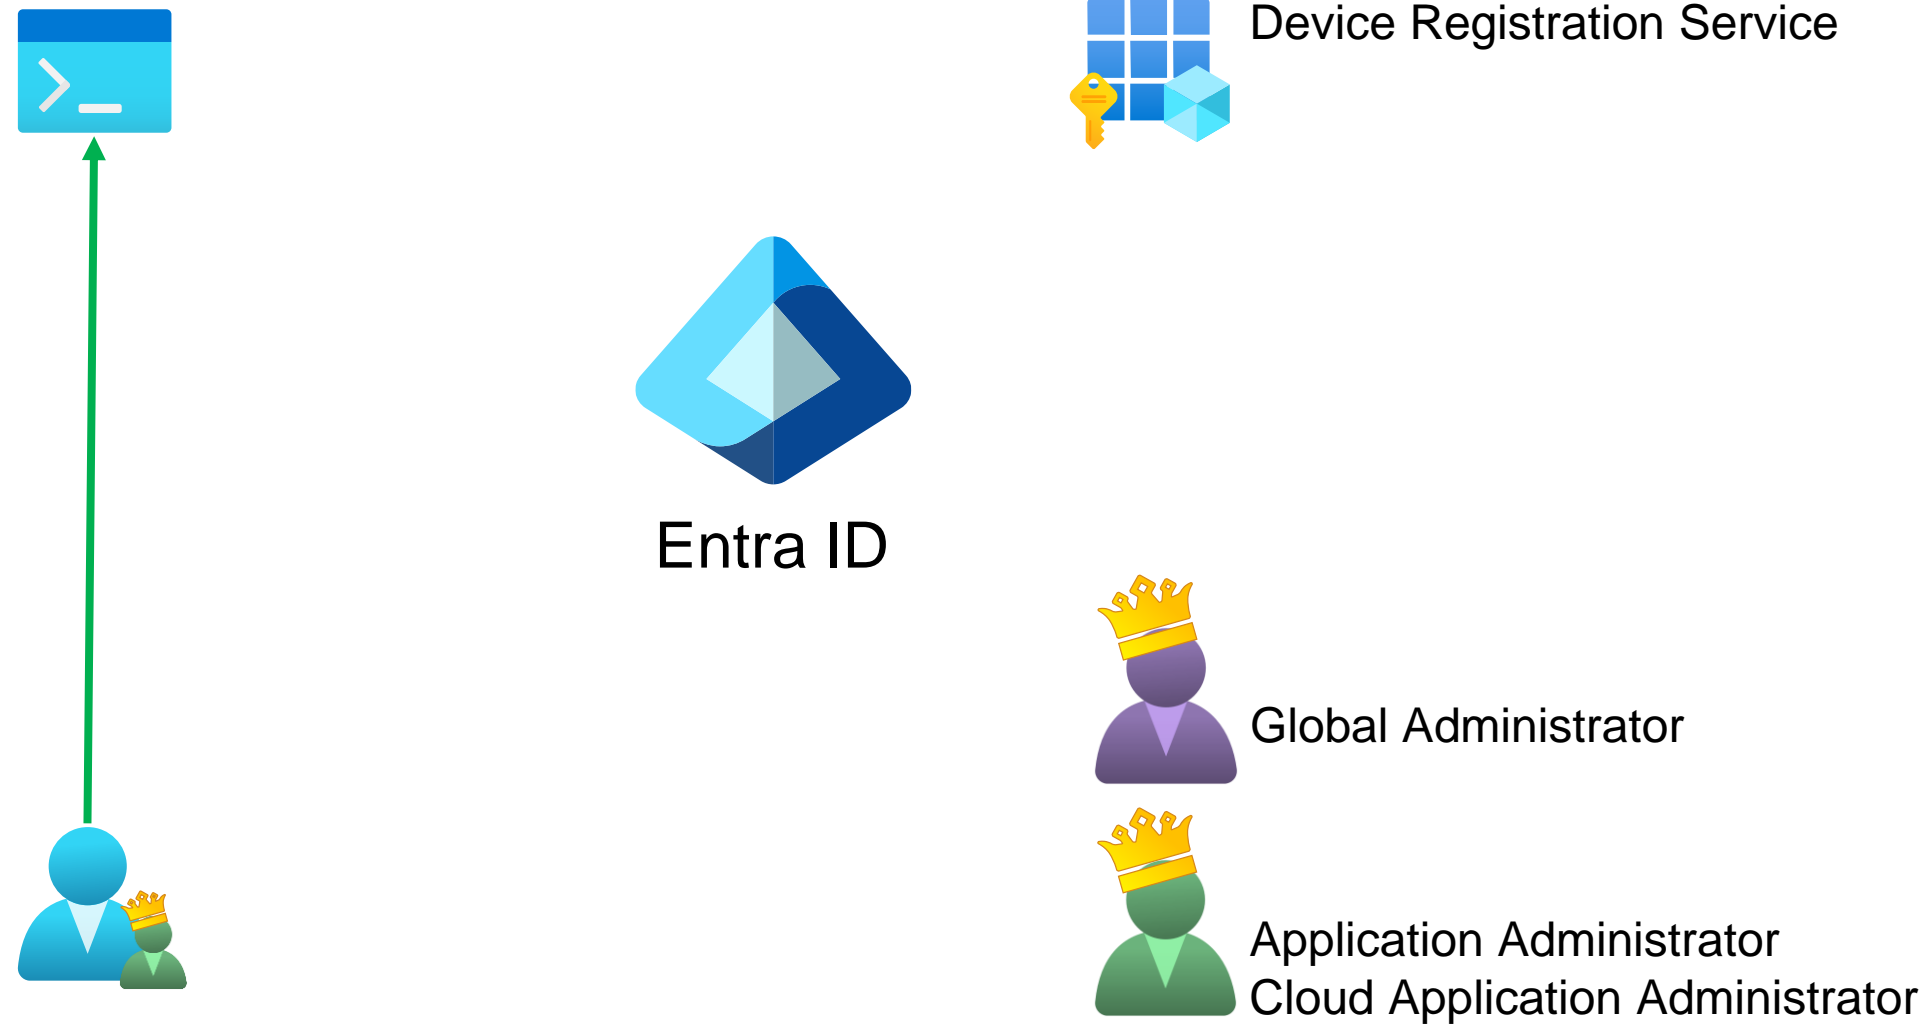 Device Registration Service
Entra ID
Global Administrator
Application Administrator
Cloud Application Administrator